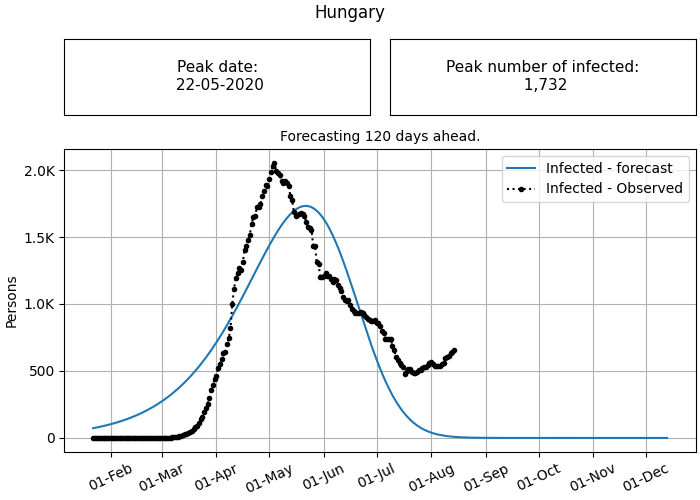 Hungary
Peak date:
22-05-2020
Peak number of infected:
1,732
Forecasting 120 days ahead.
Infected - forecast
Infected - Observed
2.0K
1.5K
1.0K
500
0
Persons
01-Feb 01-Mar 01-Apr 01-May 01-Jun 01-Jul 01-Aug 01-Sep 01-Oct 01-Nov 01-Dec